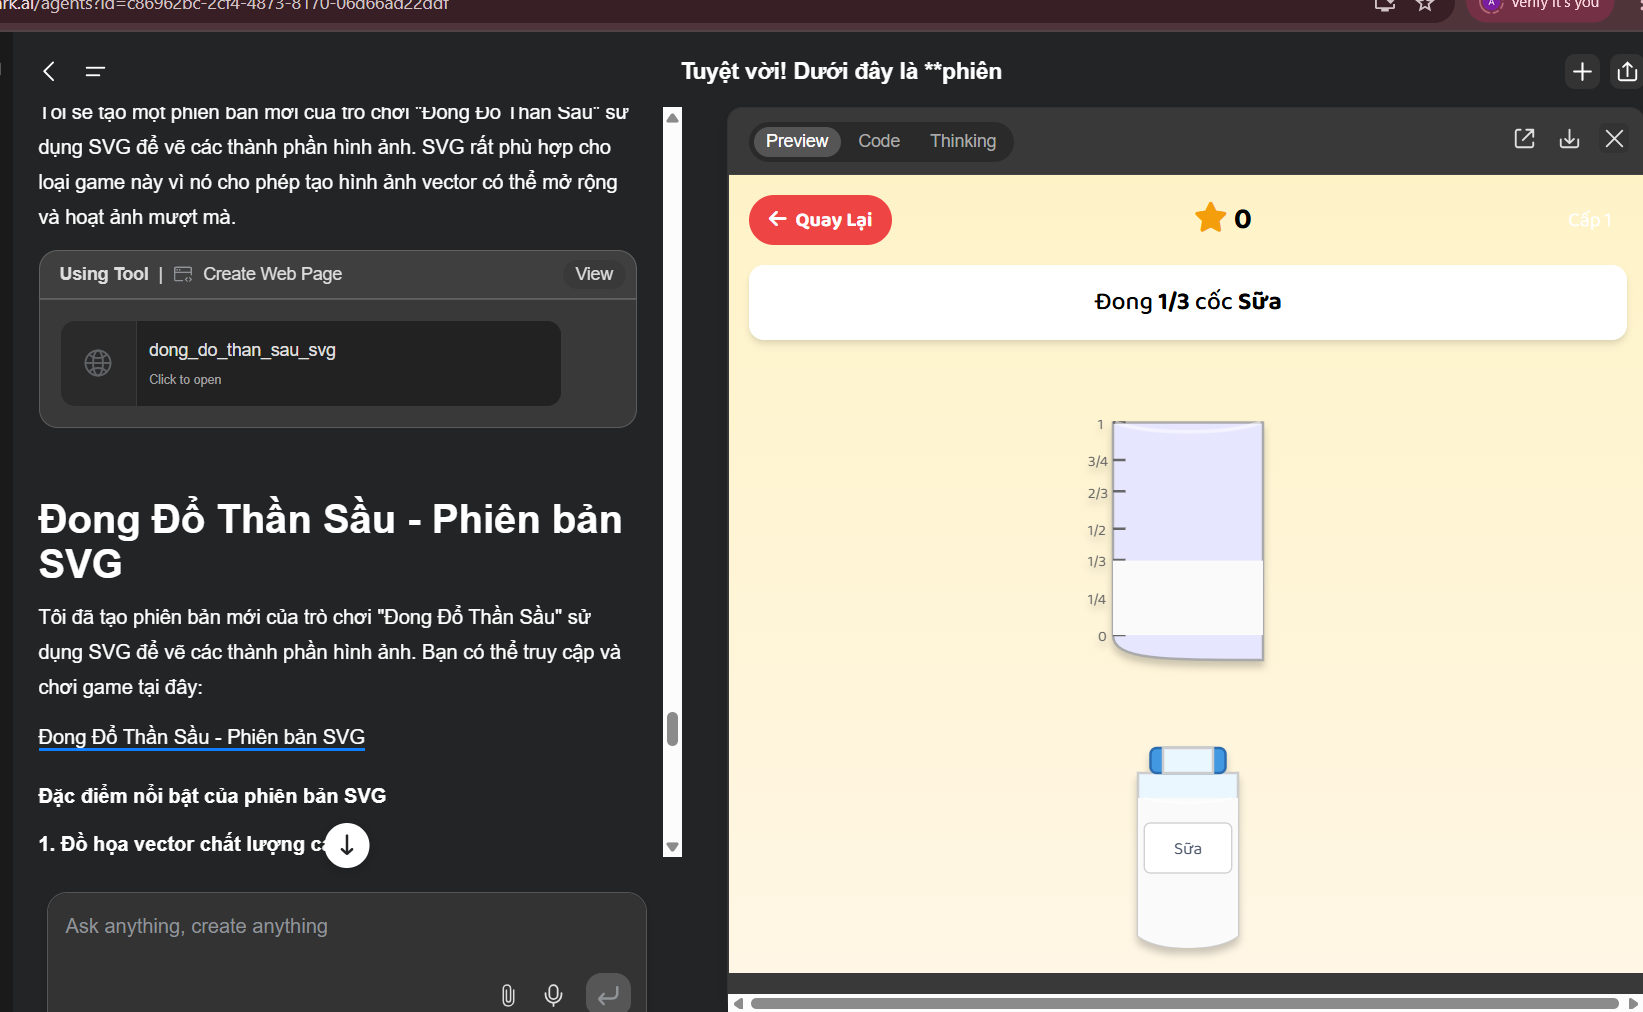 rk.ai/agents?id=c86962bc-2cf4-4873-8170-06d66ad22ddf
A
Verify it's you
Tuyệt vời! Dưới đây là **phiên
Tôi sẽ tạo một phiên bản mới của trò chơi "Đong Đổ Thần Sầu" sử
dụng SVG để vẽ các thành phần hình ảnh. SVG rất phù hợp cho
loại game này vì nó cho phép tạo hình ảnh vector có thể mở rộng
và hoạt ảnh mượt mà.
Using Tool | Create Web Page
View
dong_do_than_sau_svg
Click to open
Đong Đổ Thần Sầu - Phiên bản
SVG
Tôi đã tạo phiên bản mới của trò chơi "Đong Đổ Thần Sầu" sử
dụng SVG để vẽ các thành phần hình ảnh. Bạn có thể truy cập và
chơi game tại đây:
Đong Đổ Thần Sầu - Phiên bản SVG
Đặc điểm nổi bật của phiên bản SVG
1. Đồ họa vector chất lượng
Ask anything, create anything
Preview
Code
Thinking
Quay Lại
0
Cấp 1
Đong 1/3 cốc Sữa
1
3/4
2/3
1/2
1/3
1/4
0
Sữa